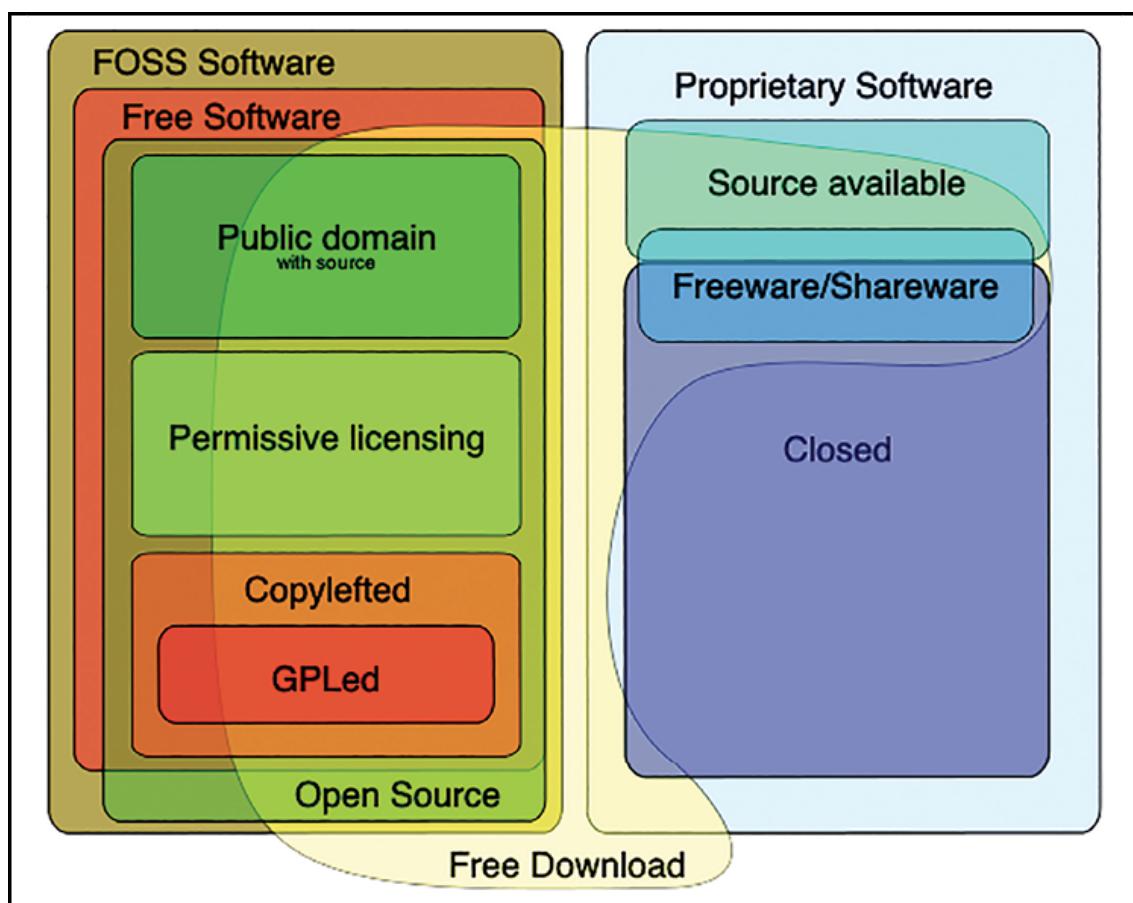 FOSS Software
Free Software
Public domain
with source
Permissive licensing
Copylefted
GPLed
Open Source
Free Download
Proprietary Software
Source available
Freeware/Shareware
Closed